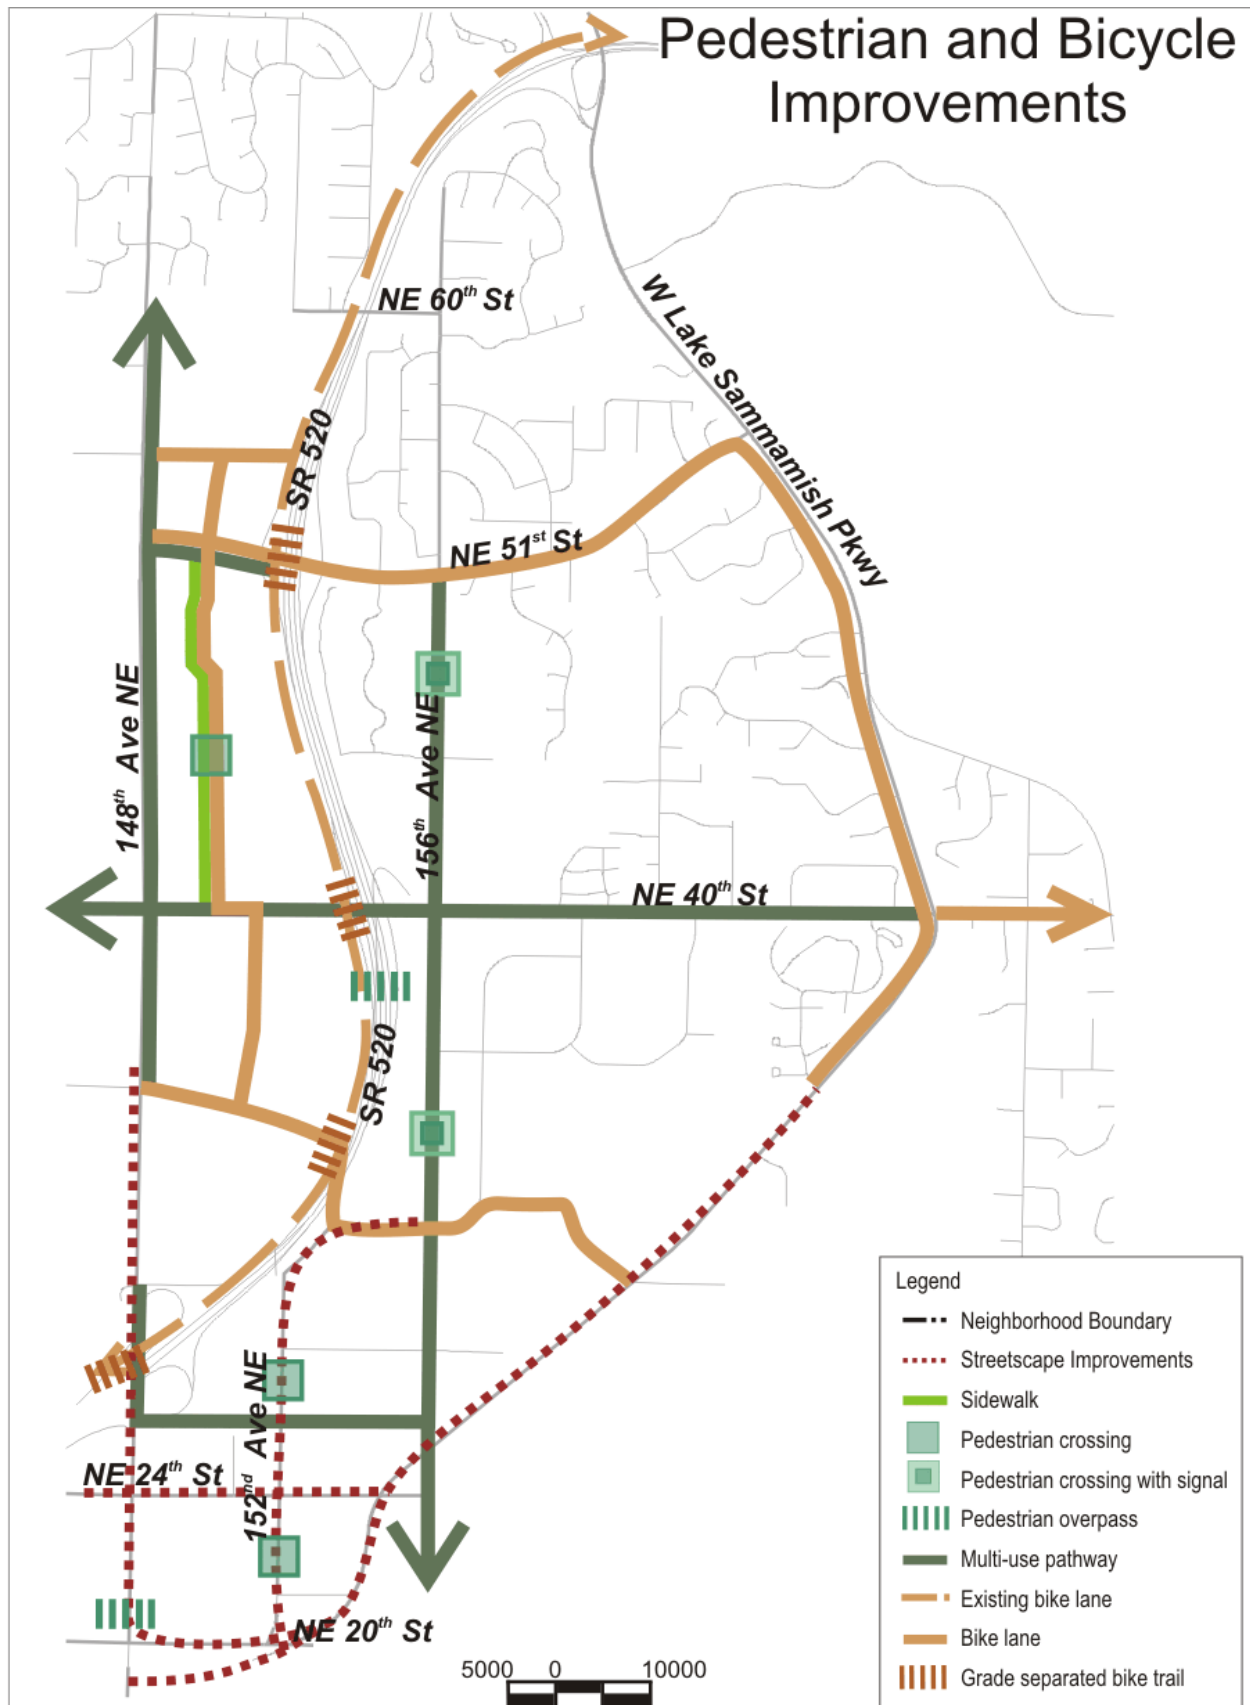 Pedestrian and Bicycle
Improvements
NE 60th St
W Lake Sammamish Pkwy
SR 520
NE 51st St
148th Ave NE
156th Ave NE
NE 40th St
SR 520
152nd Ave NE
NE 24th St
NE 20th St
Legend
Neighborhood Boundary
Streetscape Improvements
Sidewalk
Pedestrian crossing
Pedestrian crossing with signal
Pedestrian overpass
Multi-use pathway
Existing bike lane
Bike lane
Grade separated bike trail
5000 0 10000